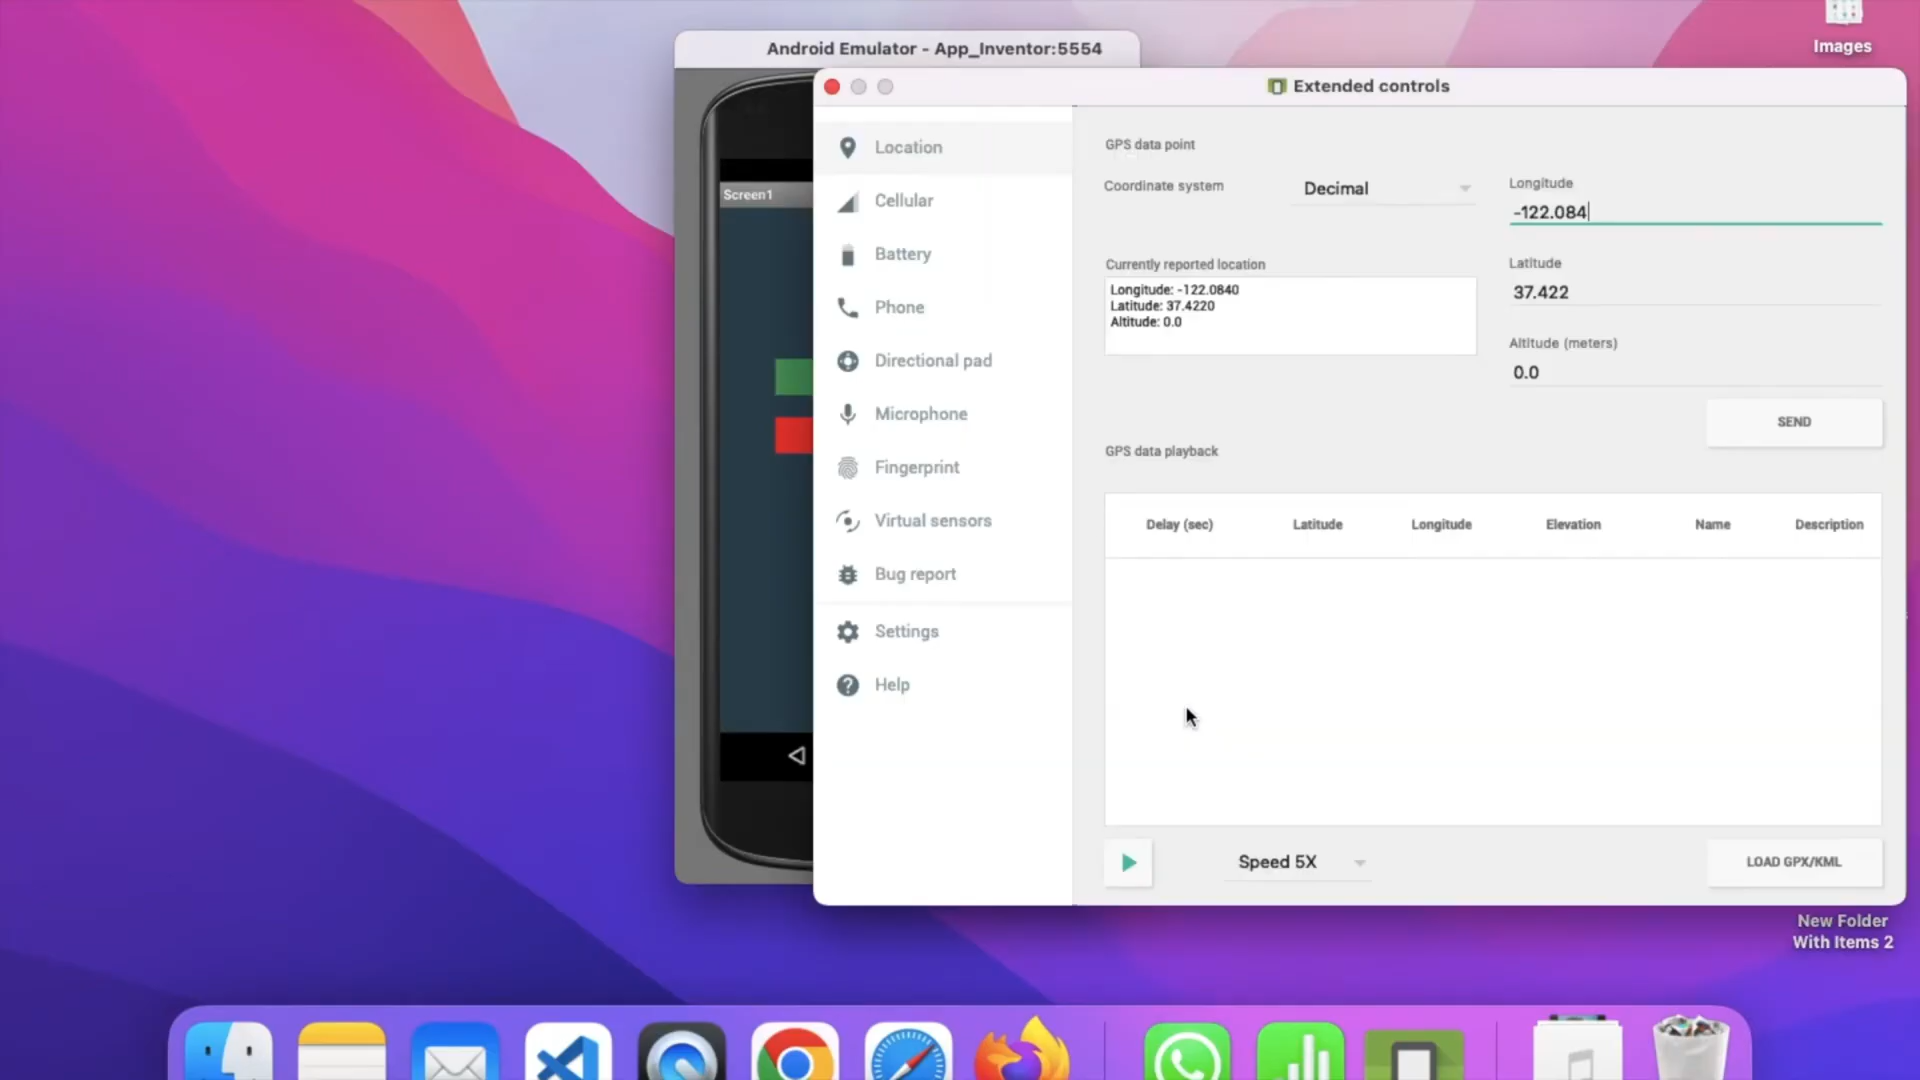 Images
Android Emulator - App_Inventor:5554
Extended controls
Screen1
Location
Cellular
Battery
Phone
Directional pad
Microphone
Fingerprint
Virtual sensors
Bug report
Settings
Help
GPS data point
Coordinate system
Decimal
Longitude
-122.084
Currently reported location
Longitude: -122.0840
Latitude: 37.4220
Altitude: 0.0
Latitude
37.422
Altitude (meters)
0.0
SEND
GPS data playback
Delay (sec) Latitude Longitude Elevation Name Description
Speed 5X
LOAD GPX/KML
New Folder
With Items 2